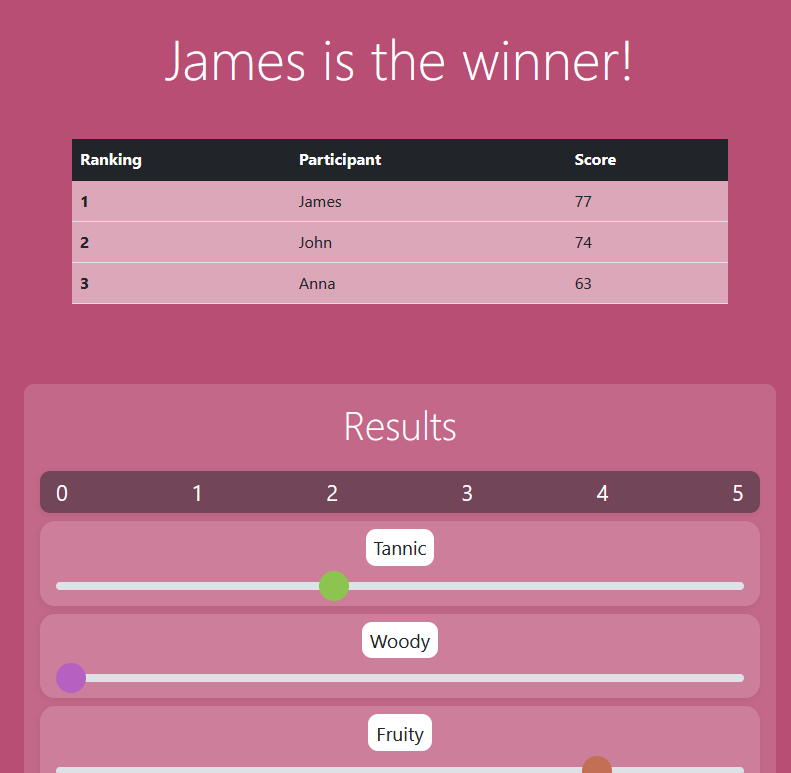 James is the winner!
Ranking Participant Score
1 James 77
2 John 74
3 Anna 63
Results
0 1 2 3 4 5
Tannic
Woody
Fruity